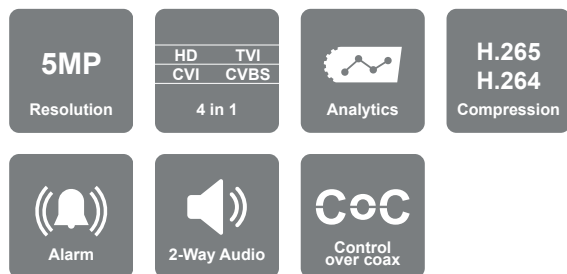 5MP
Resolution
HD TVI
CVI CVBS
4 in 1
Analytics
H.265
H.264
Compression
Alarm
2-Way Audio
CoC
Control
over coax